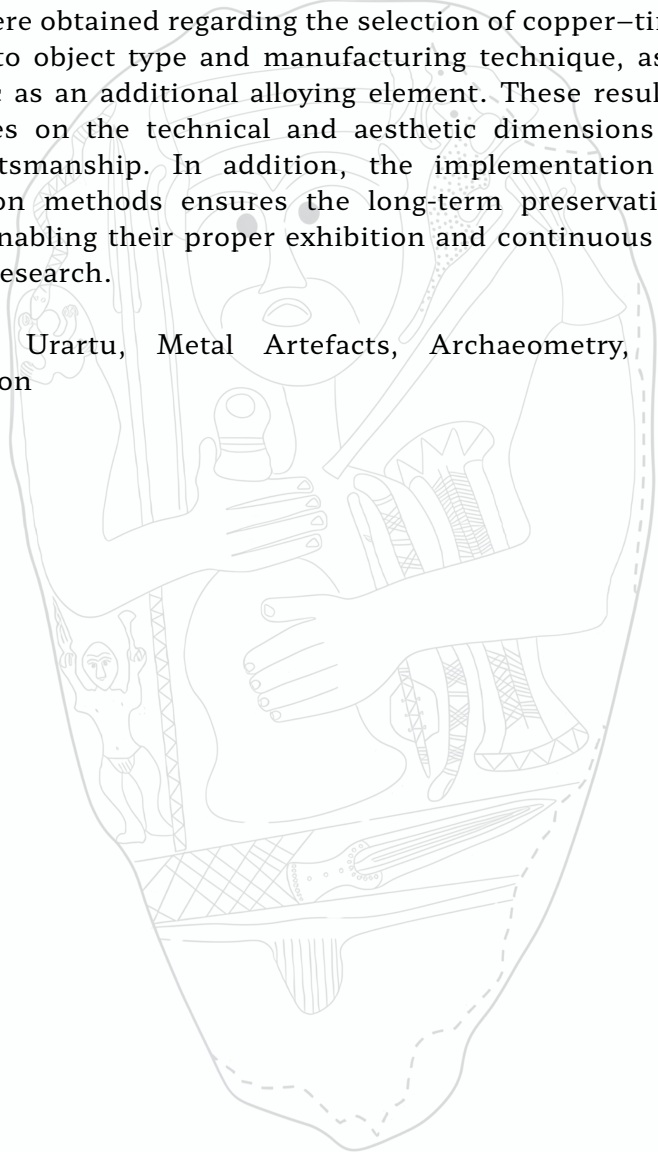 ere obtained regarding the selection of copper–ti
to object type and manufacturing technique, as
as an additional alloying element. These resul
es on the technical and aesthetic dimensions
tsmanship. In addition, the implementation
on methods ensures the long-term preservati
nabling their proper exhibition and continuous
esearch.
Urartu, Metal Artefacts, Archaeometry,
on